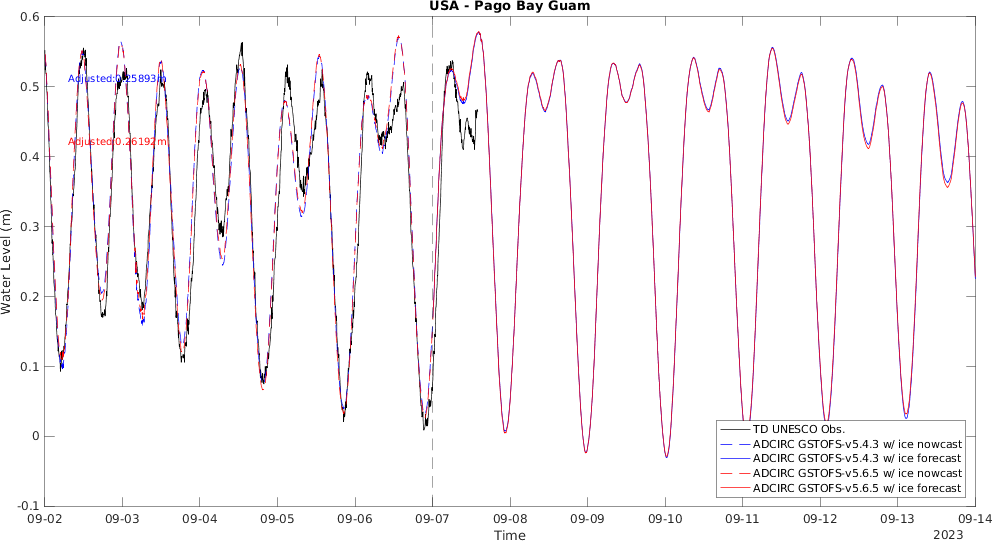 USA - Pago Bay Guam
0.6
0.5
0.4
0.3
0.2
0.1
0
-0.1
Water Level (m)
Adjusted:0.25893m
Adjusted:0.26192m
TD UNESCO Obs.
ADCIRC GSTOFS-v5.4.3 w/ ice nowcast
ADCIRC GSTOFS-v5.4.3 w/ ice forecast
ADCIRC GSTOFS-v5.6.5 w/ ice nowcast
ADCIRC GSTOFS-v5.6.5 w/ ice forecast
09-02 09-03 09-04 09-05 09-06 09-07 09-08 09-09 09-10 09-11 09-12 09-13 09-14
Time
2023